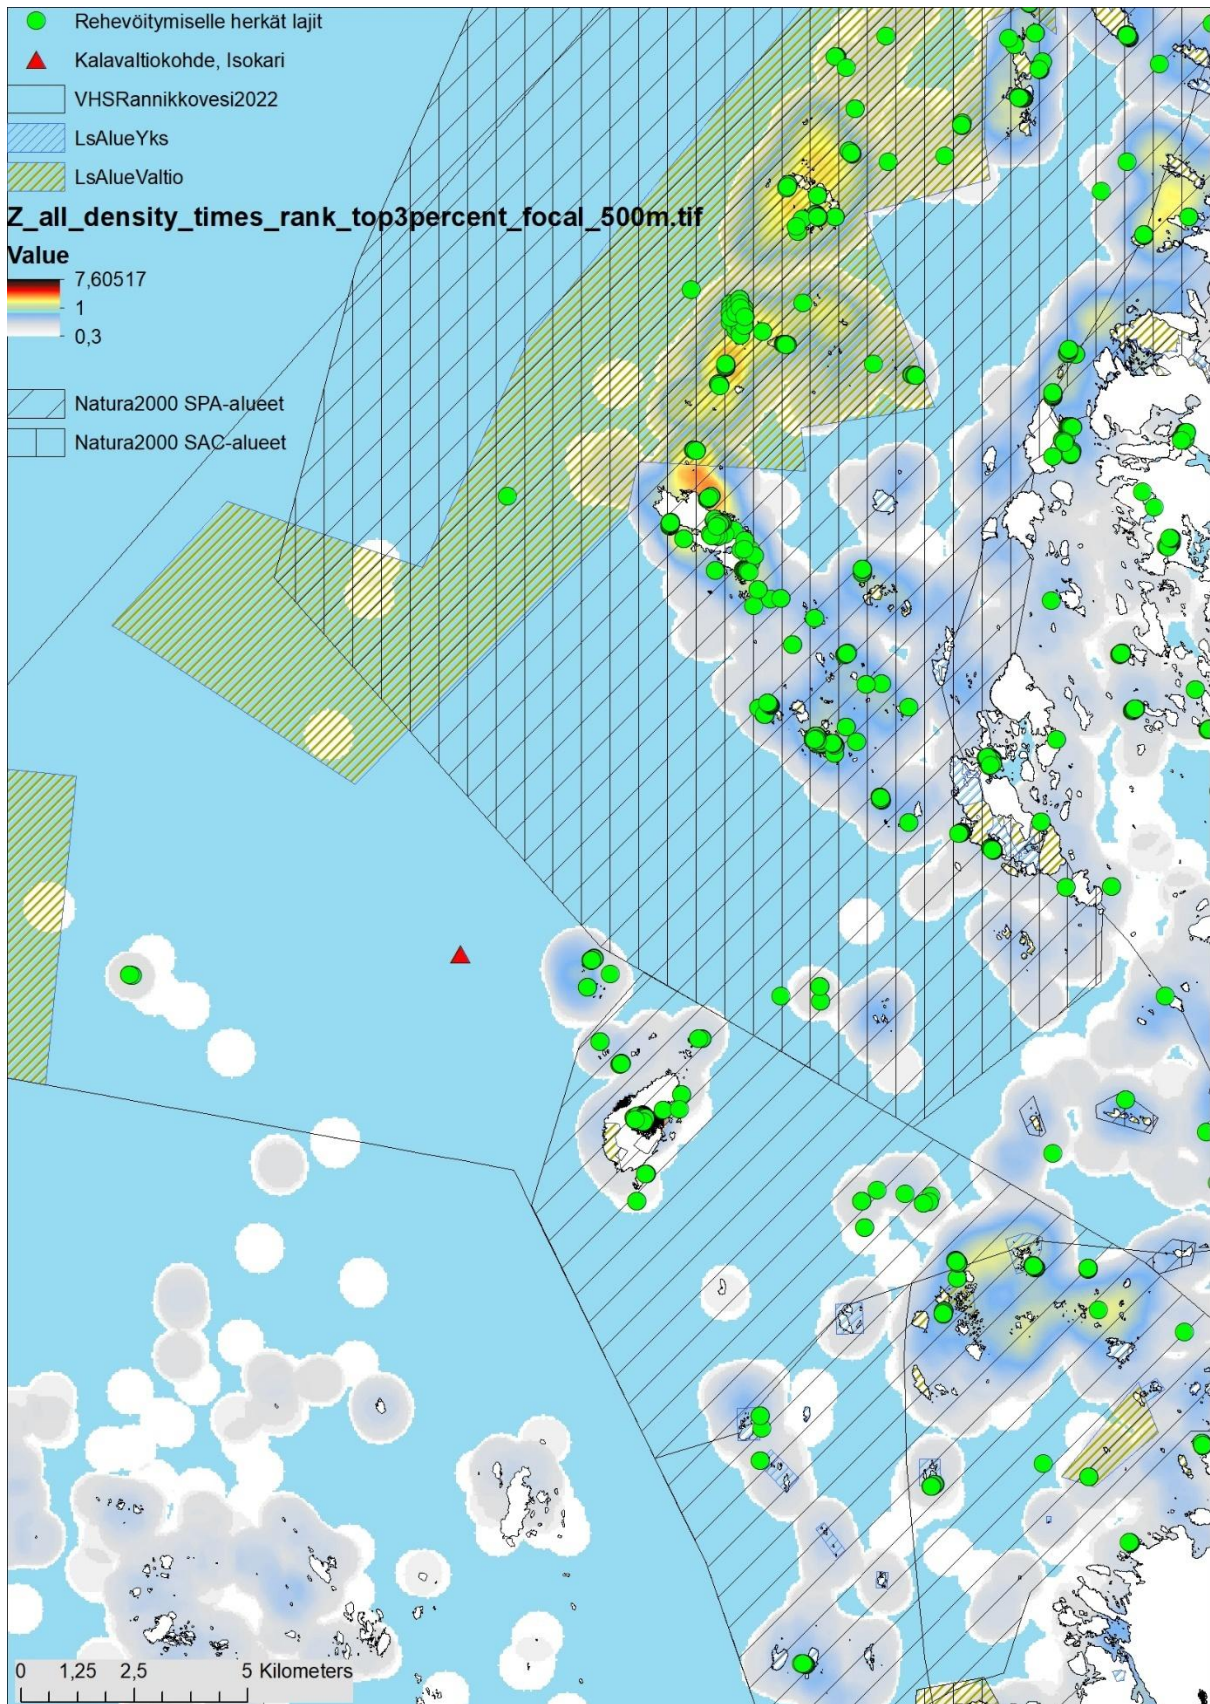 Rehevöitymiselle herkät lajit
Kalavaltiokohde, Isokari
VHSRannikkovesi2022
LsAlueYks
LsAlueValtio
Z_all_density_times_rank_top3percent_focal_500m.tif
Value
7,60517
1
0,3
Natura2000 SPA-alueet
Natura2000 SAC-alueet
0 1,25 2,5 5 Kilometers